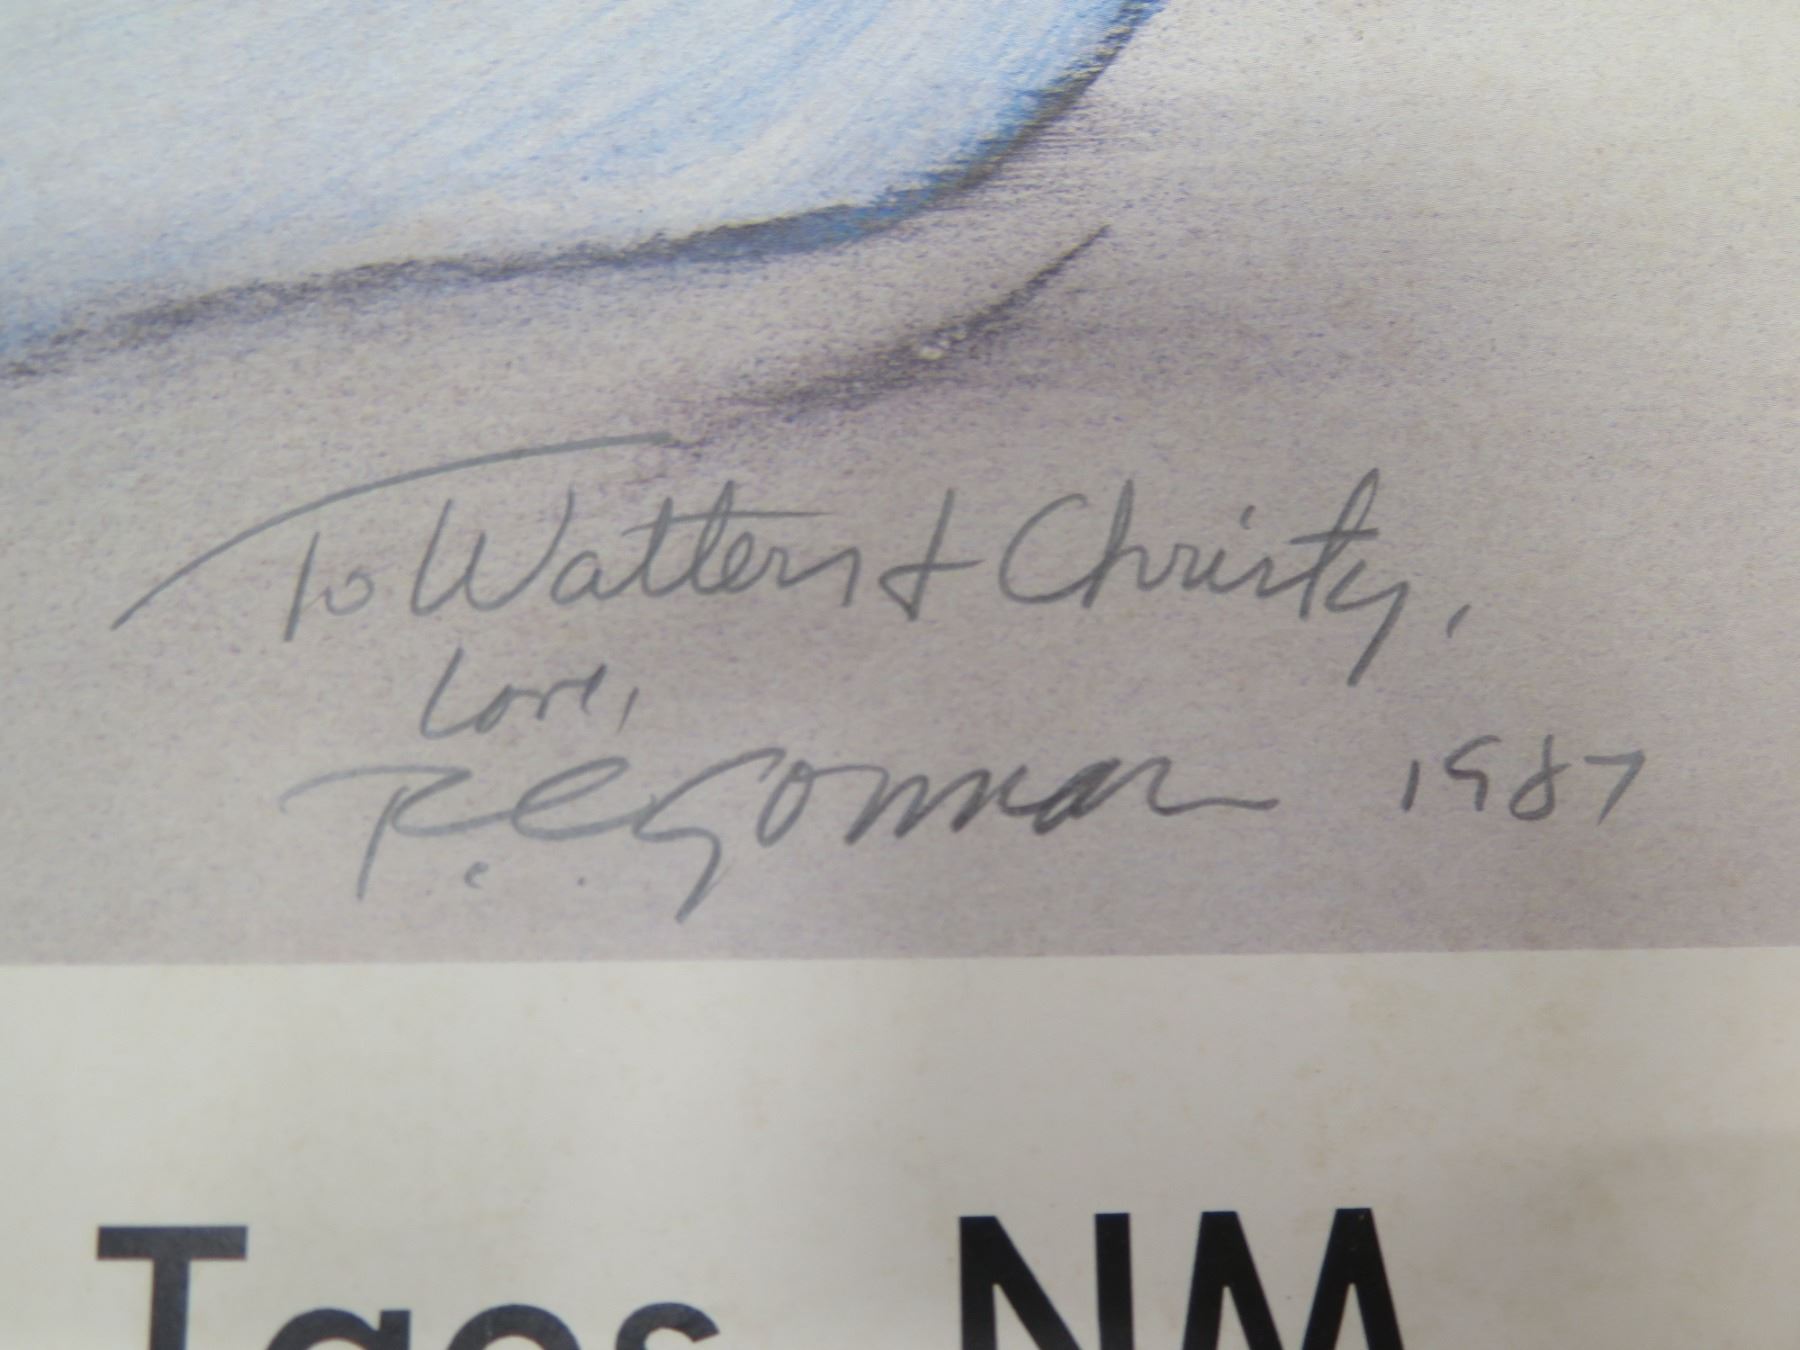 To Watters & Christy,
Love,
R.C. Gorman 1987
Taos NM